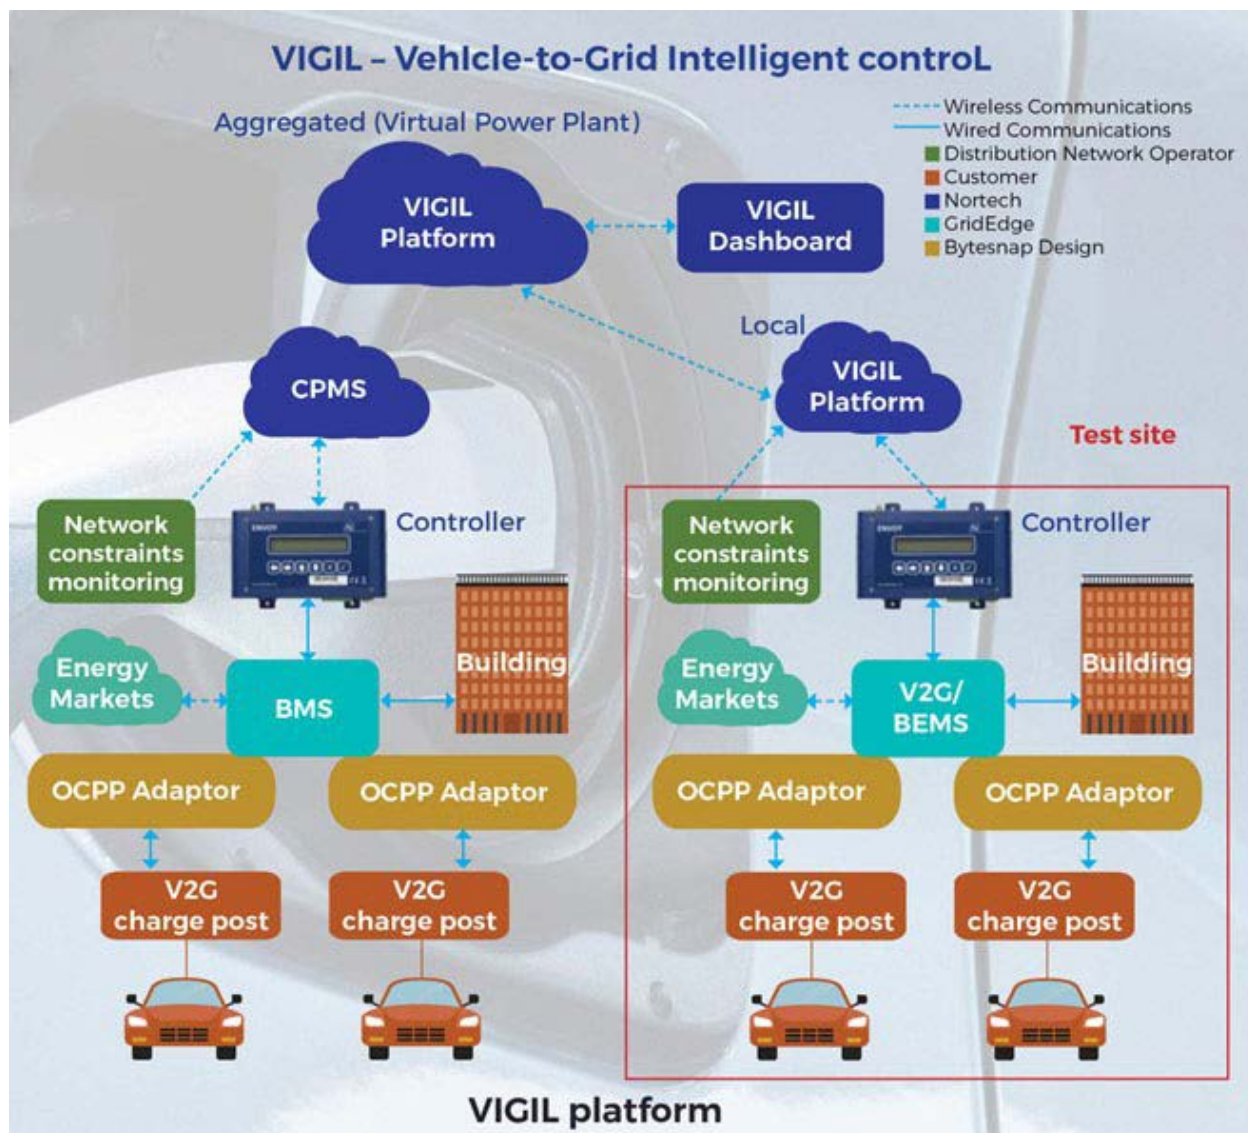 VIGIL – VehIcle-to-Grid Intelligent controL
Aggregated (Virtual Power Plant)
Wireless Communications
Wired Communications
Distribution Network Operator
Customer
Nortech
GridEdge
Bytesnap Design
VIGIL
Platform
VIGIL
Dashboard
Local
CPMS
VIGIL
Platform
Test site
Network
constraints
monitoring
ENVOY
Controller
Network
constraints
monitoring
ENVOY
Controller
Energy
Markets
BMS
Building
Energy
Markets
V2G/
BEMS
Building
OCPP Adaptor
OCPP Adaptor
OCPP Adaptor
OCPP Adaptor
V2G
charge post
V2G
charge post
V2G
charge post
V2G
charge post
VIGIL platform